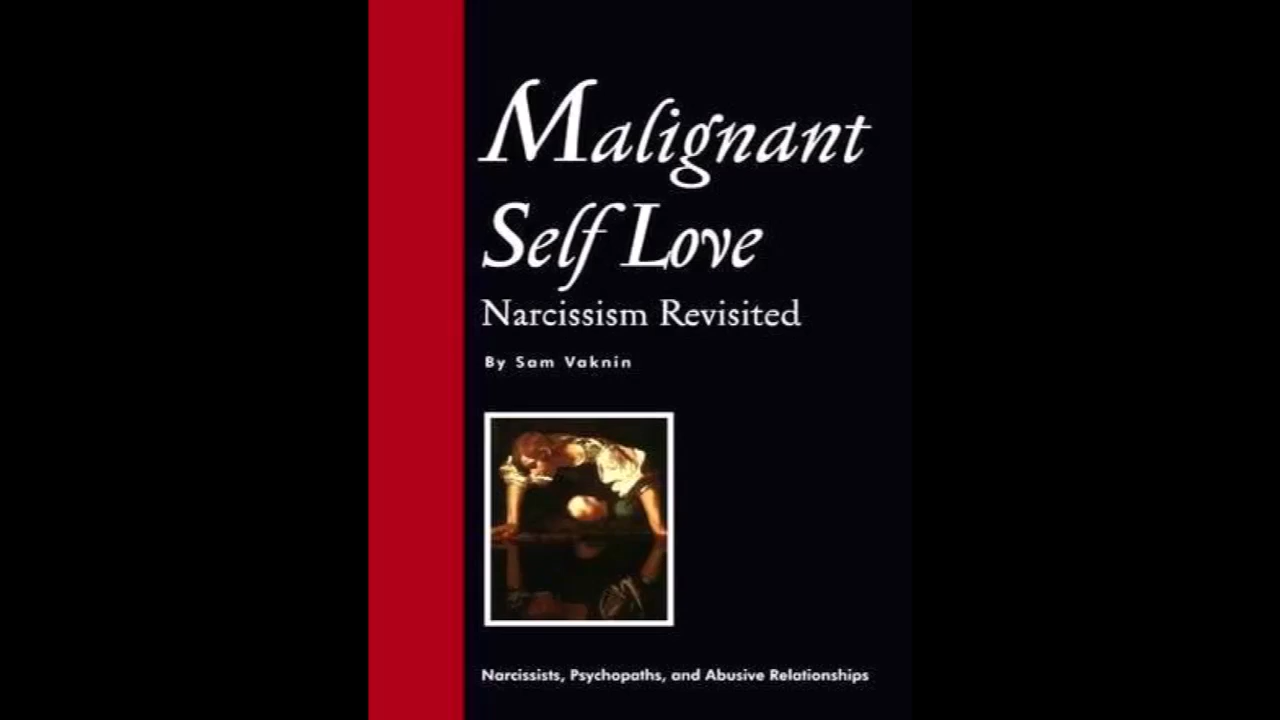 Malignant
Self Love
Narcissism Revisited
By Sam Vaknin
Narcissists, Psychopaths, and Abusive Relationships